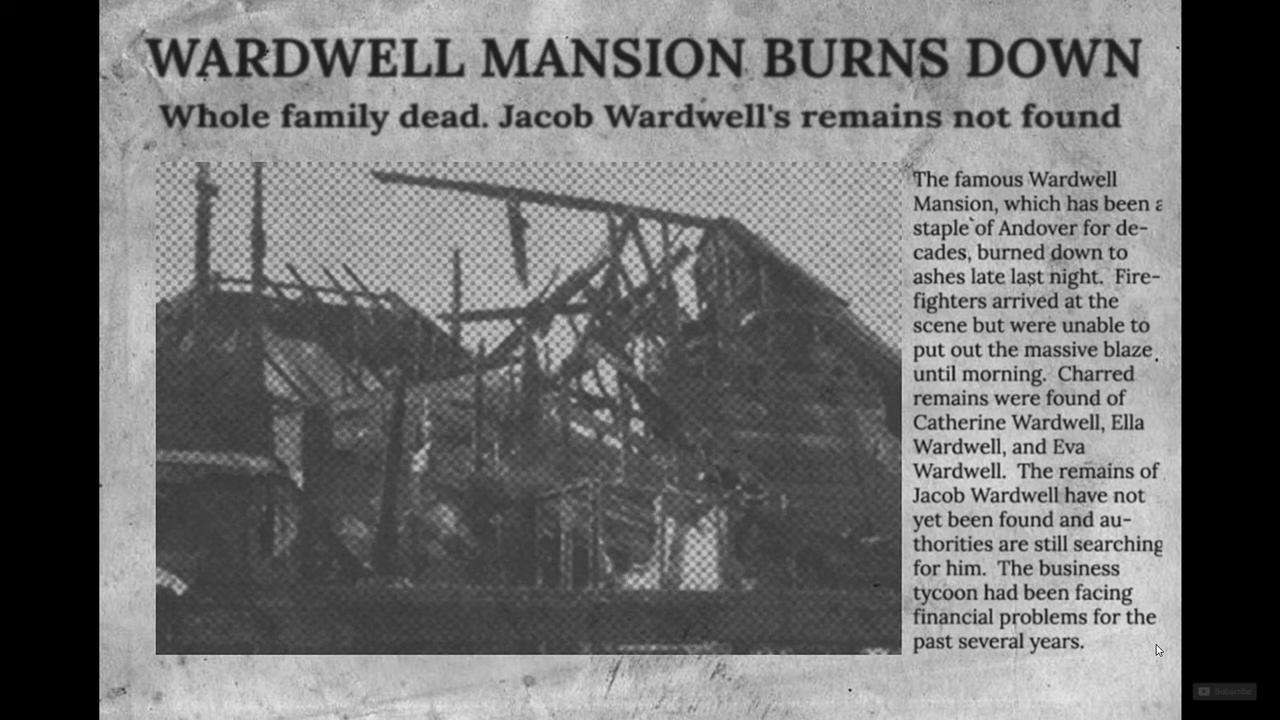 WARDWELL MANSION BURNS DOWN
Whole family dead. Jacob Wardwell's remains not found
The famous Wardwell
Mansion, which has been a
staple of Andover for de-
cades, burned down to
ashes late last night. Fire-
fighters arrived at the
scene but were unable to
put out the massive blaze
until morning. Charred
remains were found of
Catherine Wardwell, Ella
Wardwell, and Eva
Wardwell. The remains of
Jacob Wardwell have not
yet been found and au-
thorities are still searching
for him. The business
tycoon had been facing
financial problems for the
past several years.
Subscribe